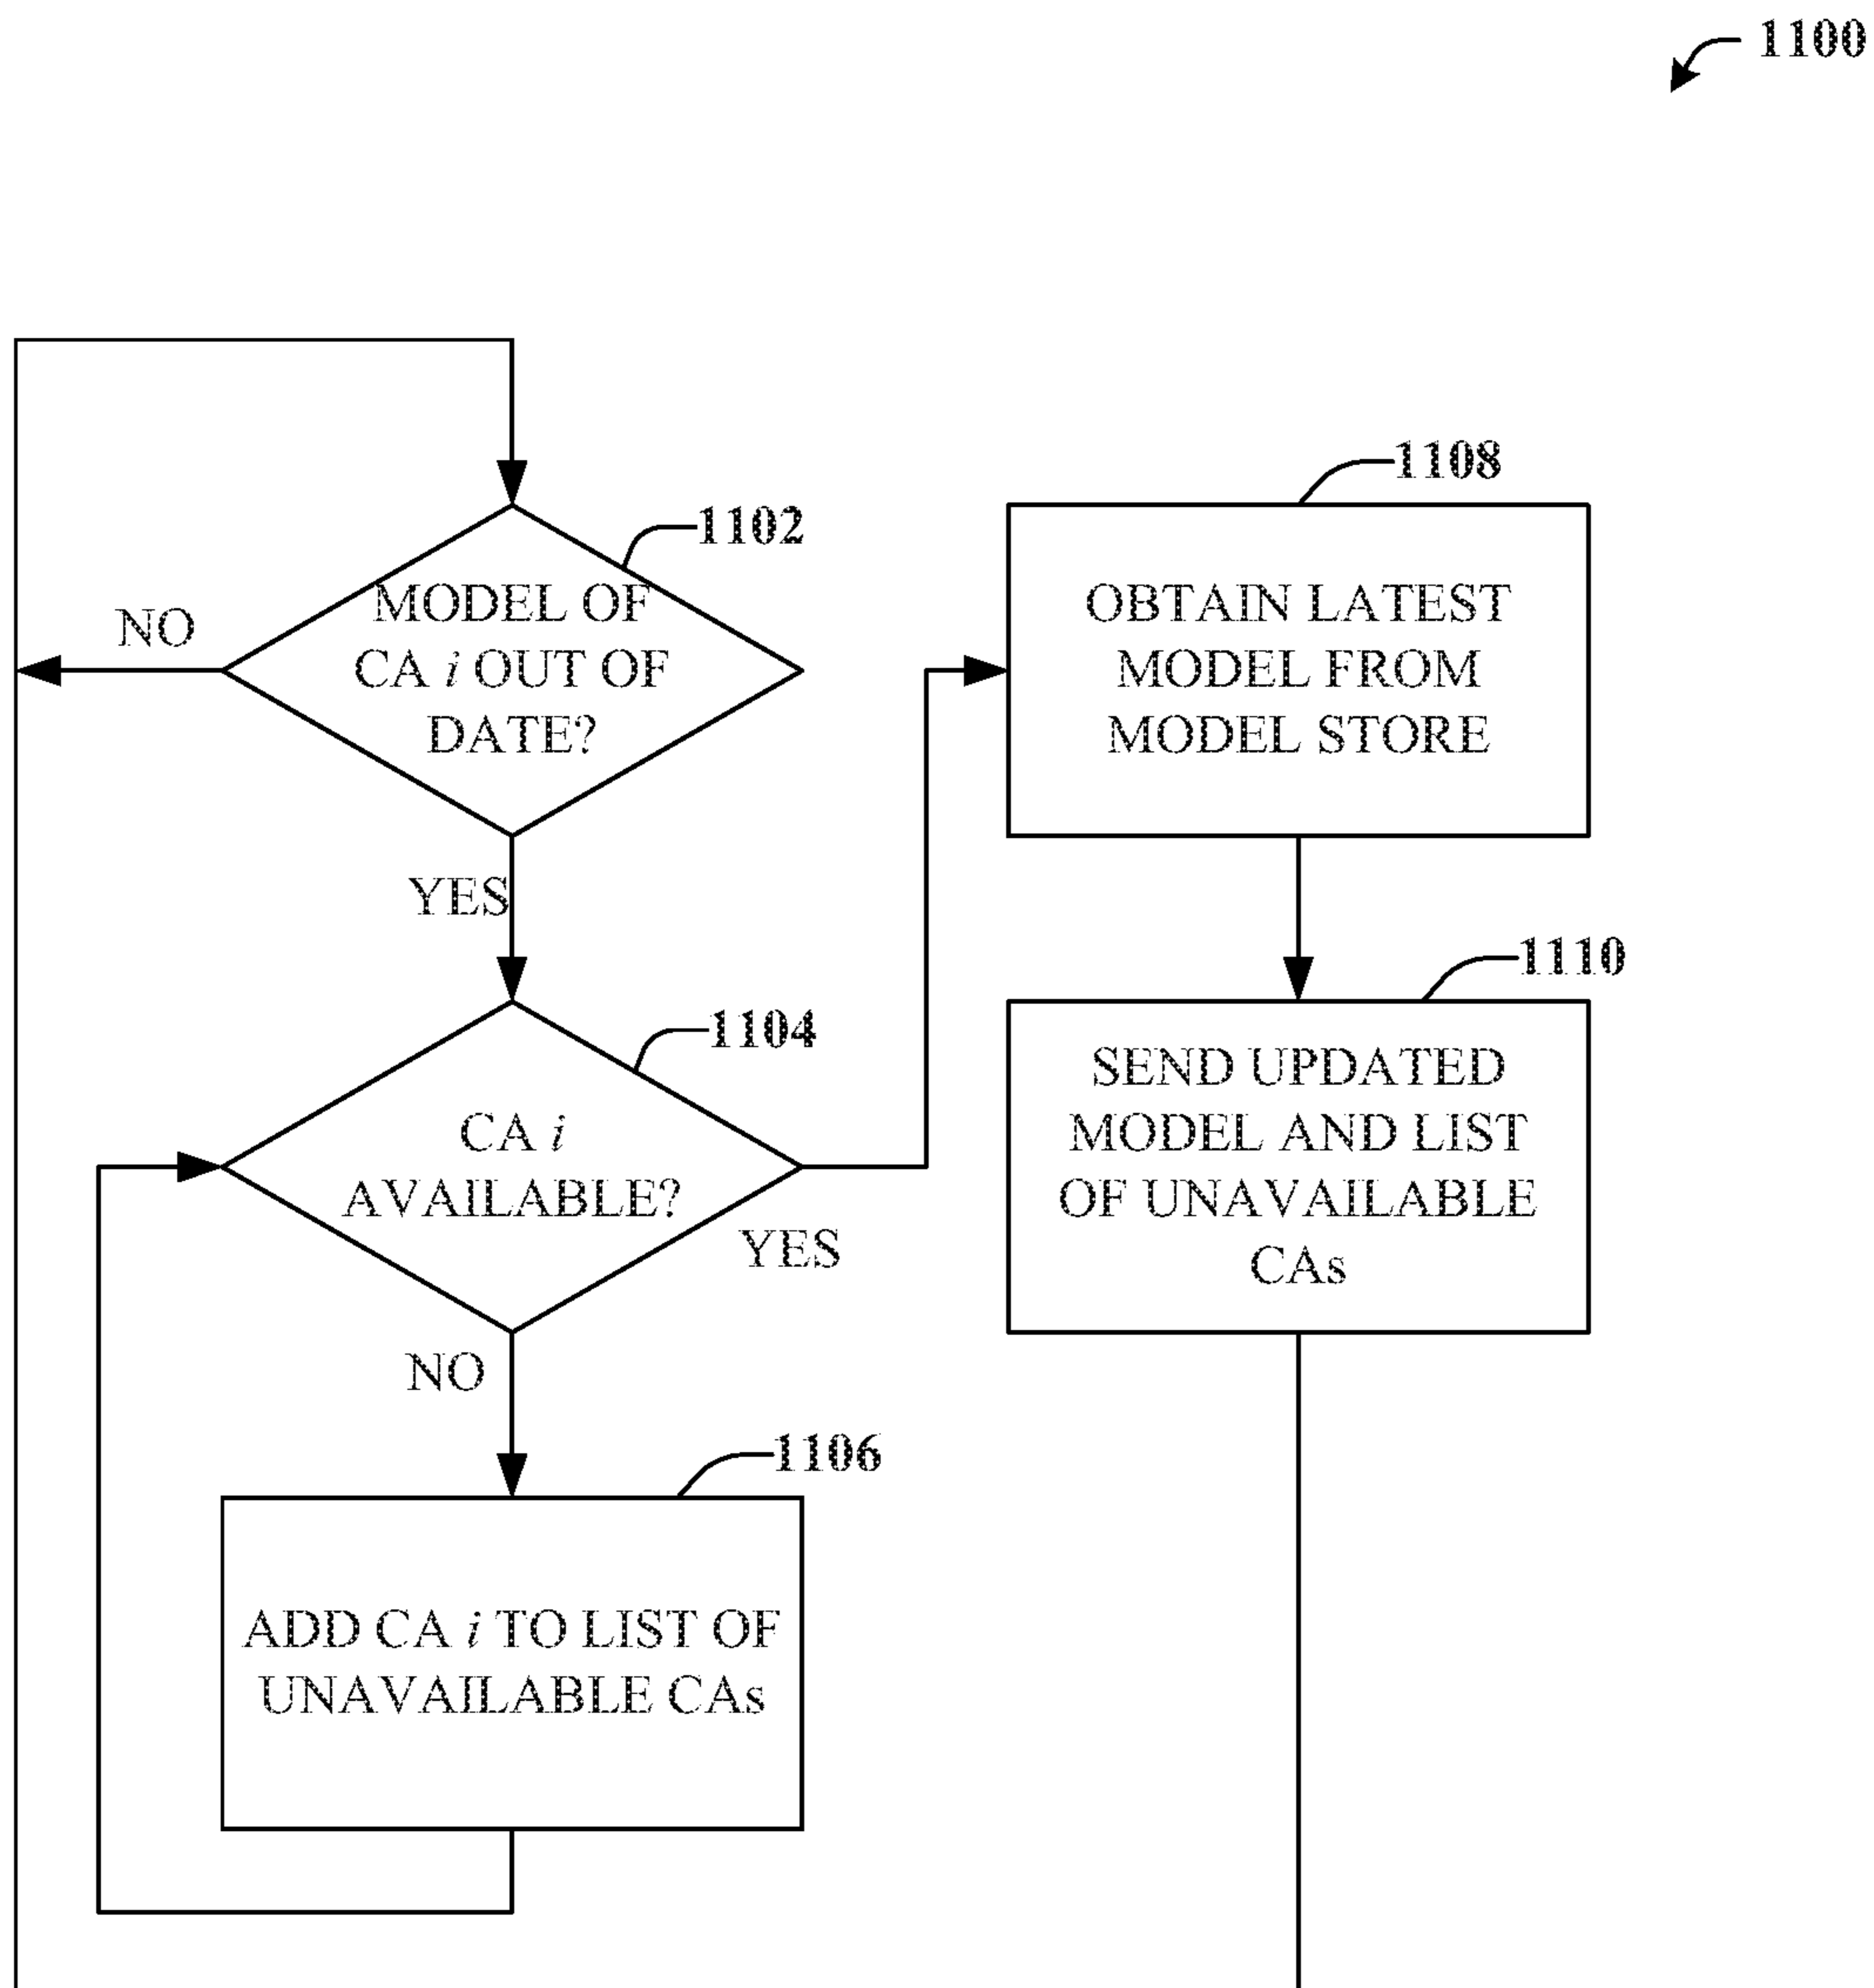 1100
1102
MODEL OF
CA i OUT OF
DATE?
NO
YES
1104
CA i
AVAILABLE?
YES
NO
1106
ADD CA i TO LIST OF
UNAVAILABLE CAs
1108
OBTAIN LATEST
MODEL FROM
MODEL STORE
1110
SEND UPDATED
MODEL AND LIST
OF UNAVAILABLE
CAs